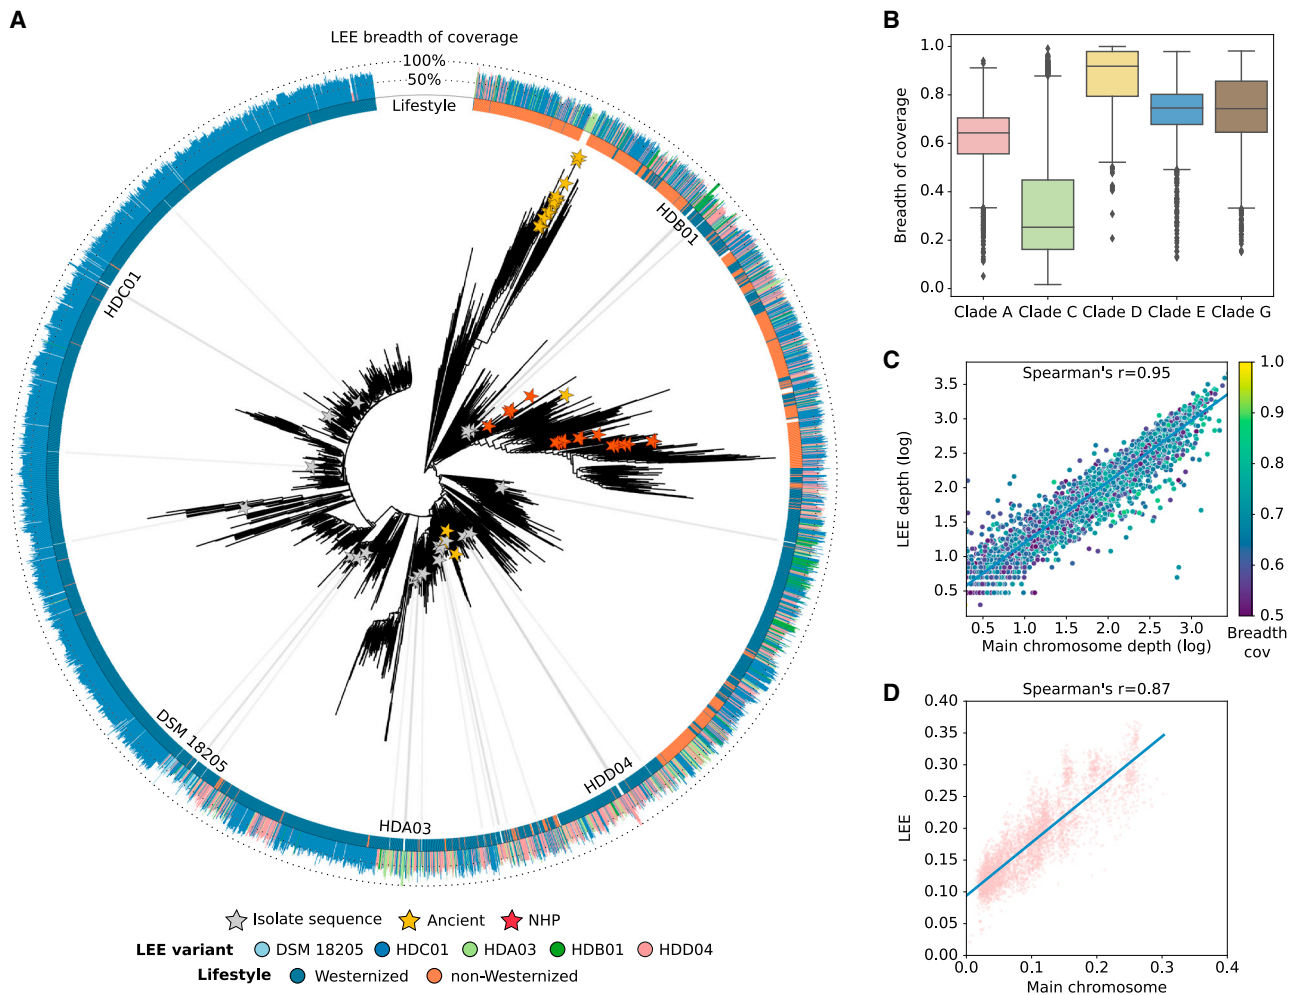 A
LEE breadth of coverage
100%
50%
Lifestyle
HDB01
HDC01
DSM 18205
HDA03
HDD04
Isolate sequence
Ancient
NHP
LEE variant
DSM 18205
HDC01
HDA03
HDB01
HDD04
Lifestyle
Westernized
non-Westernized
B
Breadth of coverage
1.0
0.8
0.6
0.4
0.2
0.0
Clade A
Clade C
Clade D
Clade E
Clade G
C
Spearman's r=0.95
LEE depth (log)
3.5
3.0
2.5
2.0
1.5
1.0
0.5
0.5
1.0
1.5
2.0
2.5
3.0
Main chromosome depth (log)
1.0
0.9
0.8
0.7
0.6
0.5
Breadth
cov
D
Spearman's r=0.87
LEE
0.40
0.35
0.30
0.25
0.20
0.15
0.10
0.05
0.00
0.0
0.1
0.2
0.3
0.4
Main chromosome